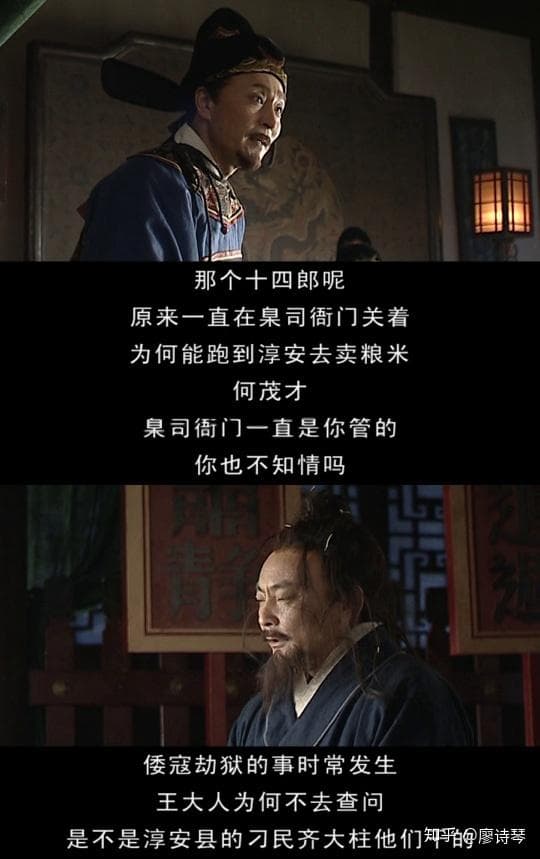 那个十四郎呢
原来一直在臬司衙门关着
为何能跑到淳安去卖粮米
何茂才
臬司衙门一直是你管的
你也不知情吗
肃静
倭寇劫狱的事时常发生
王大人为何不去查问
是不是淳安县的刁民齐大柱他们干的
知乎 @廖诗琴